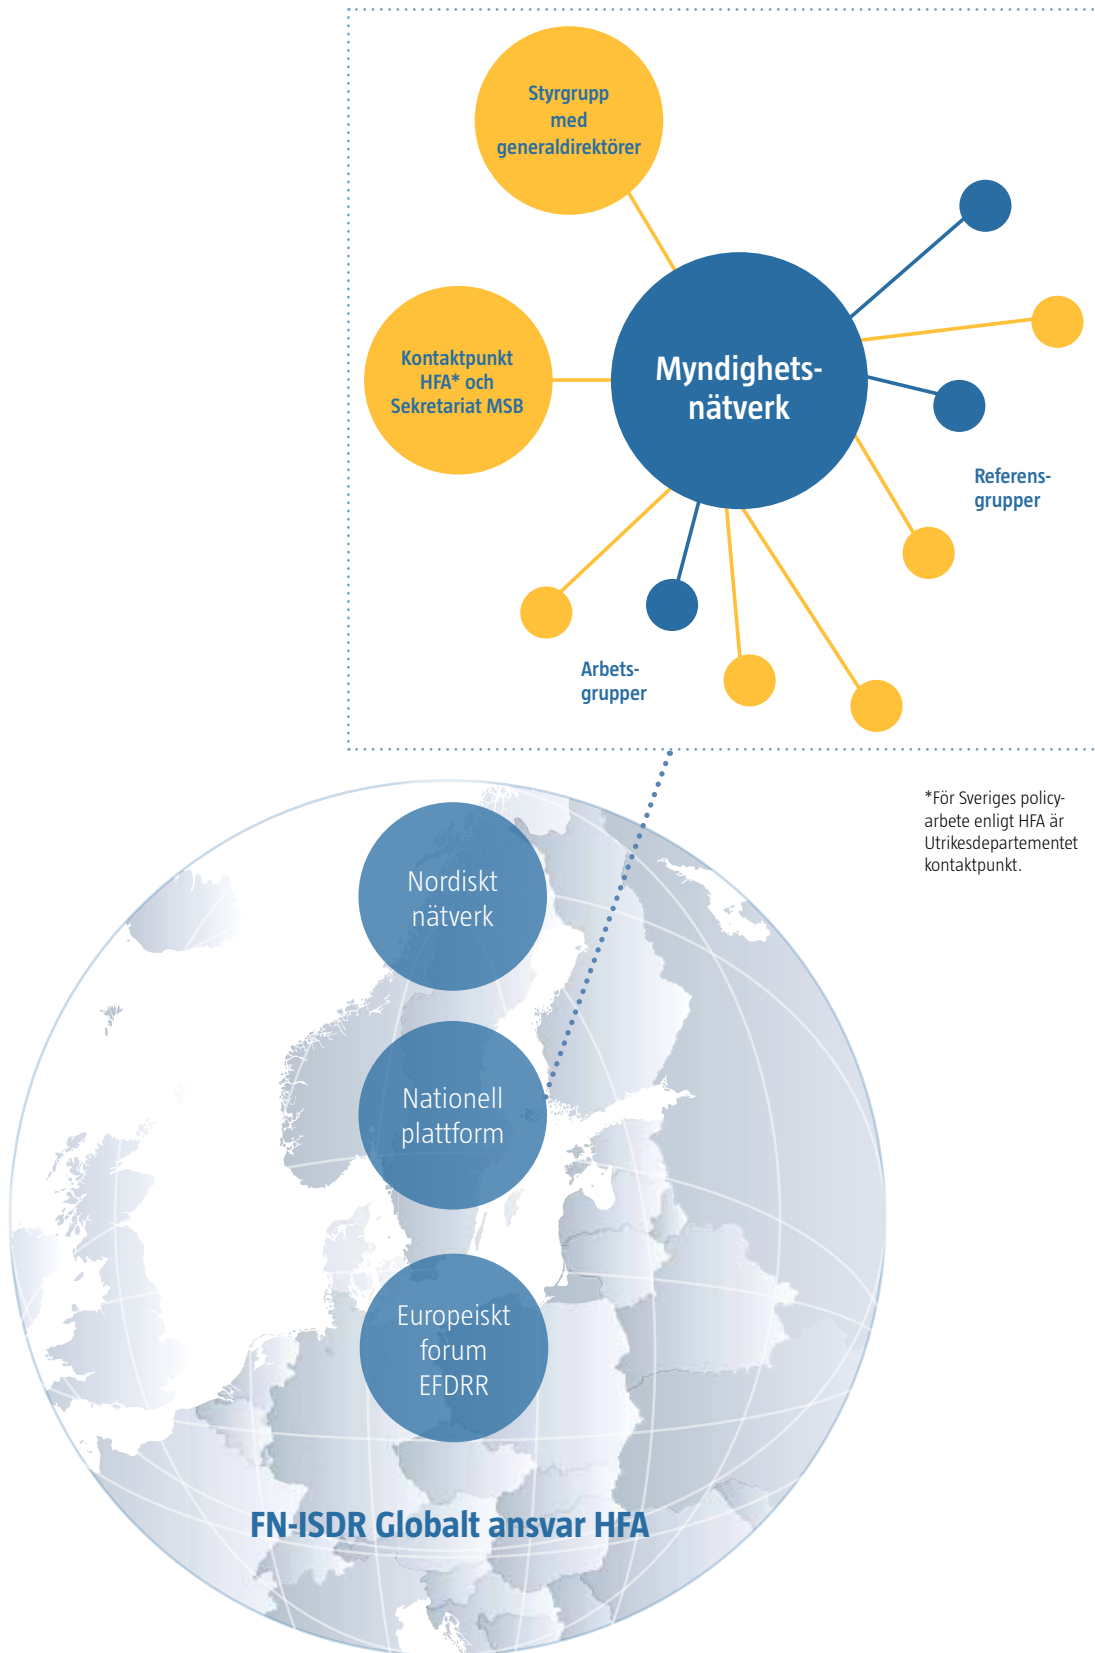 Styrgrupp
med
generaldirektörer
Kontaktpunkt
HFA* och
Sekretariat MSB
Myndighets-
nätverk
Referens-
grupper
Arbets-
grupper
*För Sveriges policy-
arbete enligt HFA är
Utrikesdepartementet
kontaktpunkt.
Nordiskt
nätverk
Nationell
plattform
Europeiskt
forum
EFDRR
FN-ISDR Globalt ansvar HFA